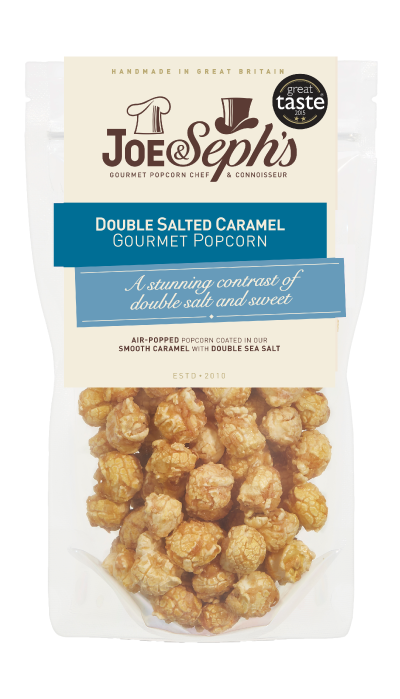 HANDMADE IN GREAT BRITAIN
great
taste
2015
JOE & Seph's
GOURMET POPCORN CHEF & CONNOISSEUR
DOUBLE SALTED CARAMEL
GOURMET POPCORN
A stunning contrast of
double salt and sweet
AIR-POPPED POPCORN COATED IN OUR
SMOOTH CARAMEL WITH DOUBLE SEA SALT
ESTD • 2010